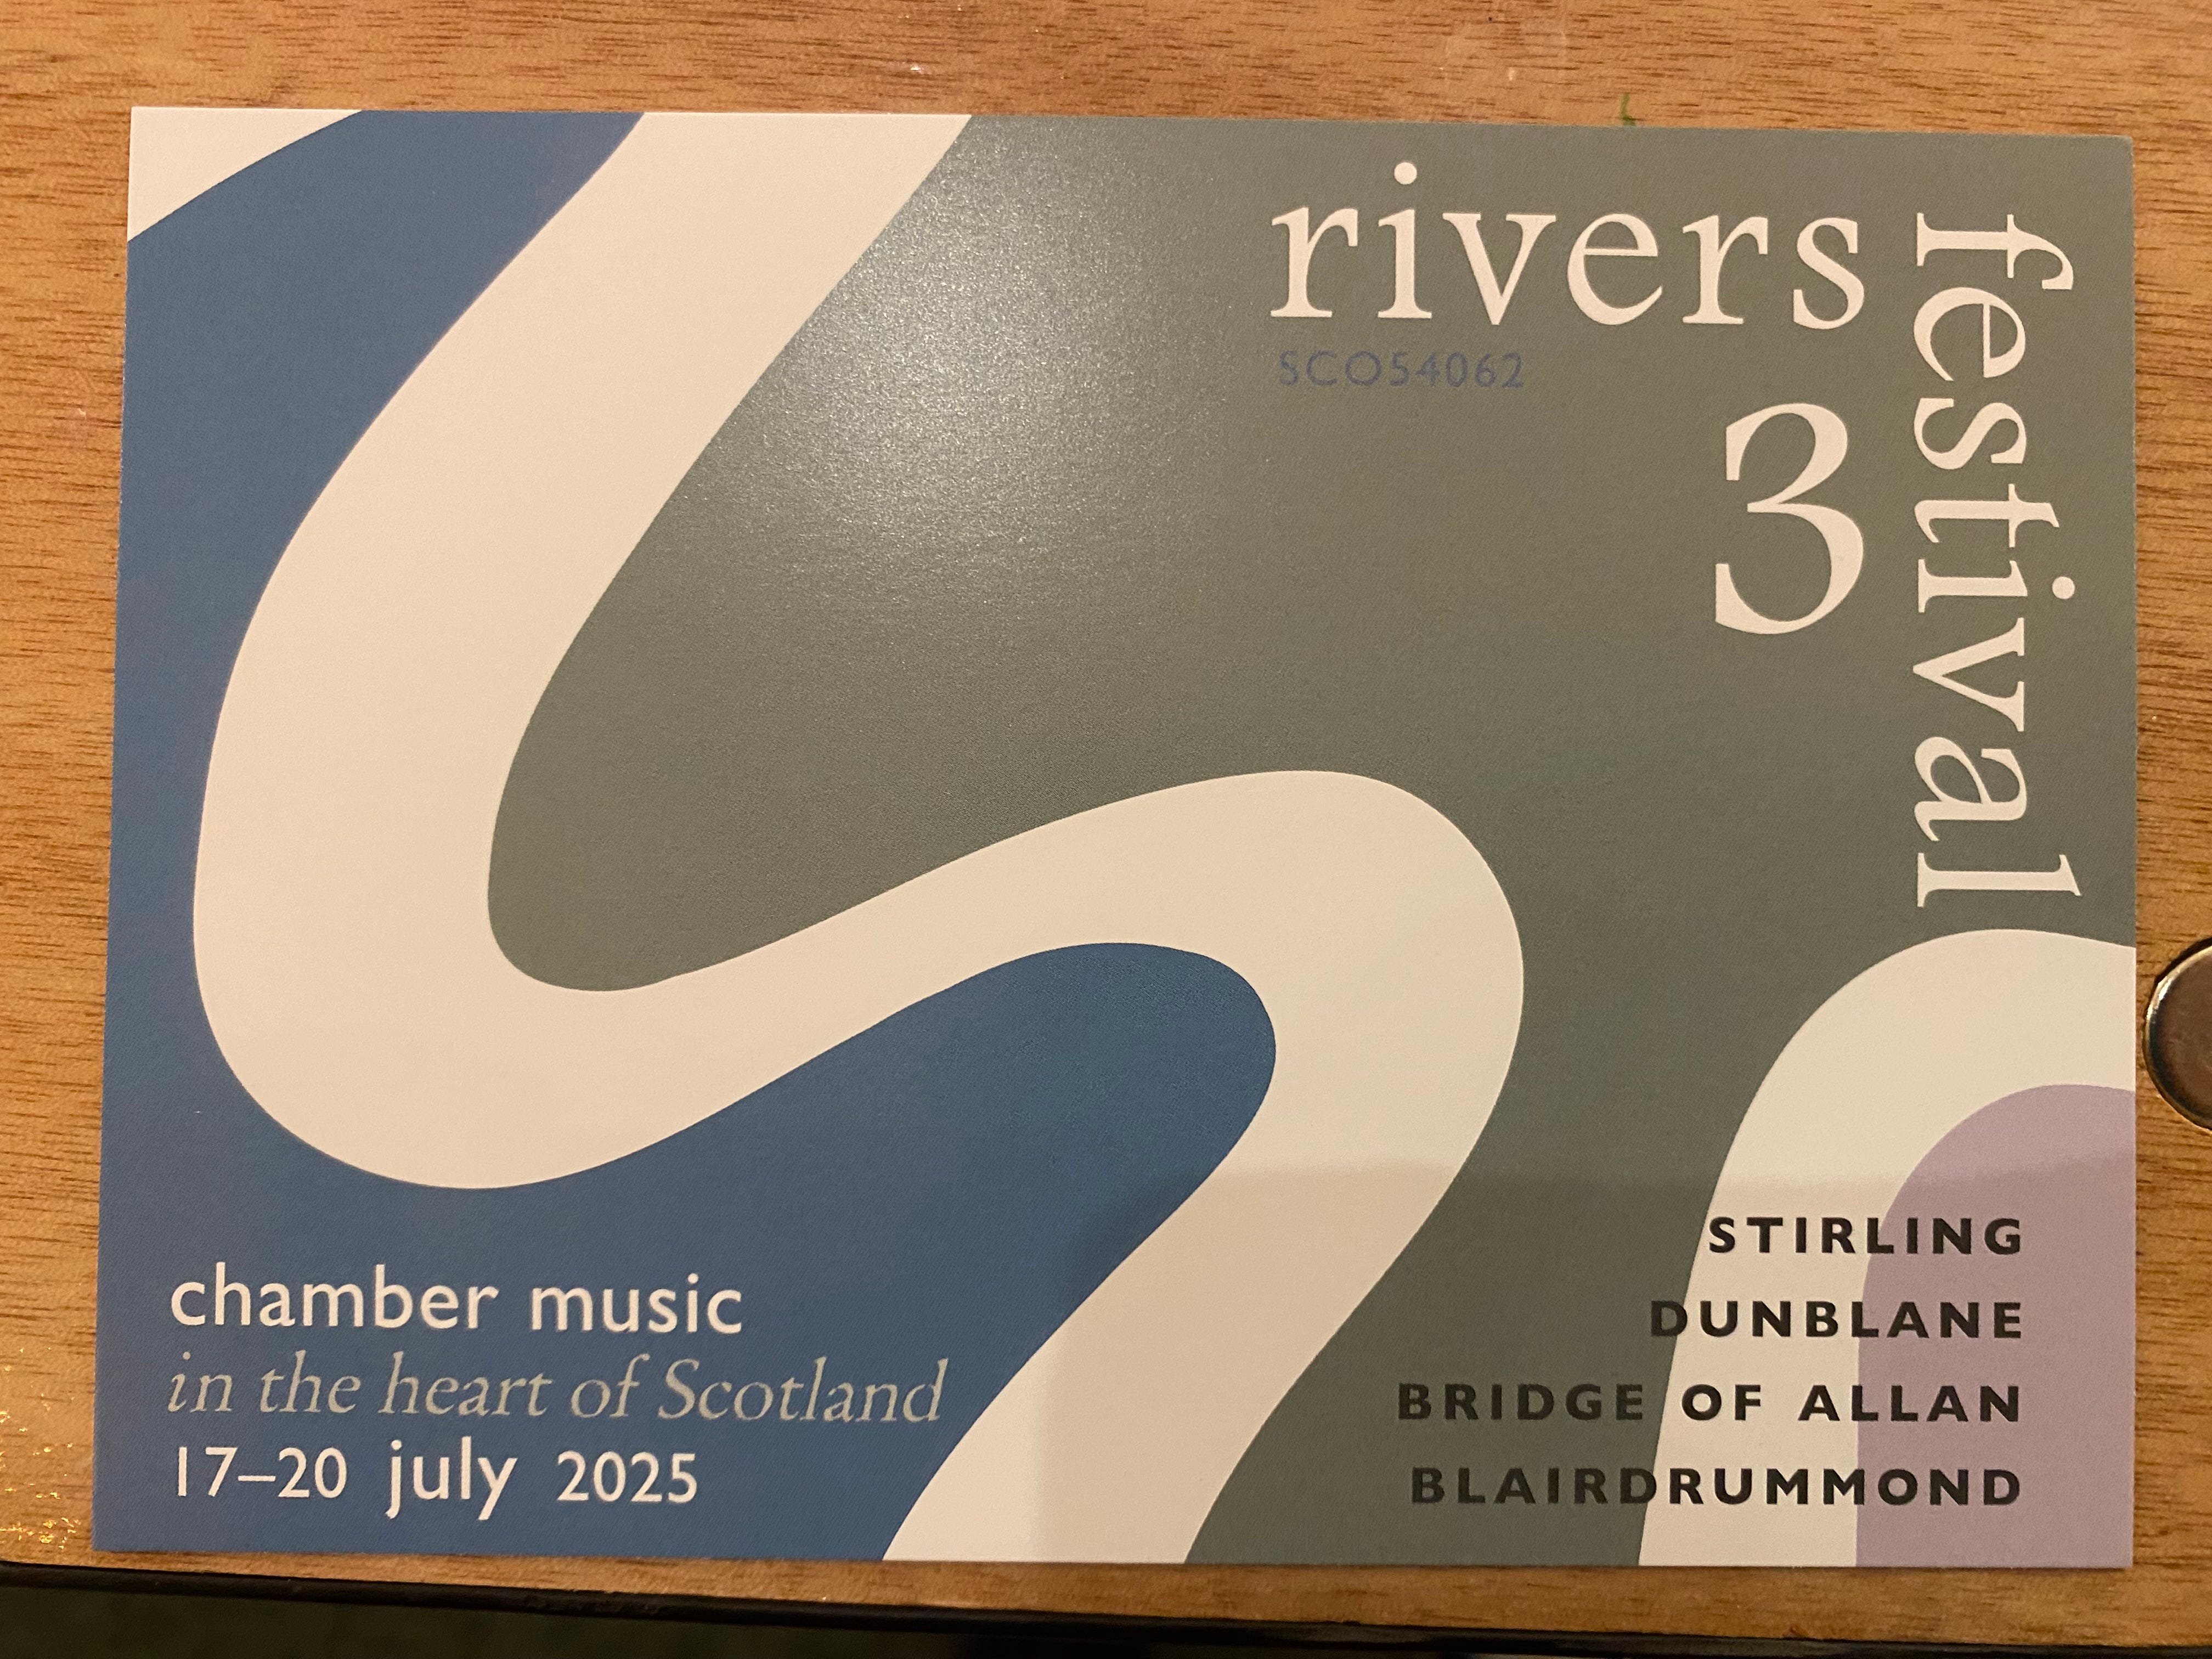 rivers
festival
SCO54062
3
chamber music
in the heart of Scotland
17–20 july 2025
STIRLING
DUNBLANE
BRIDGE OF ALLAN
BLAIRDRUMMOND